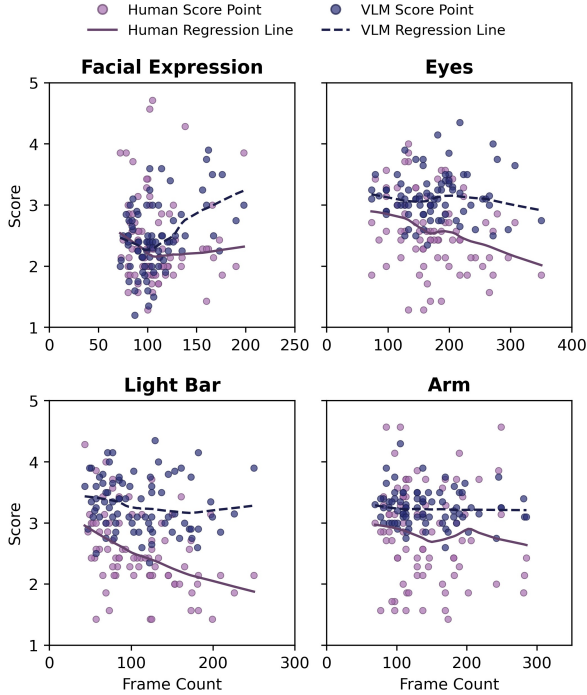 Human Score Point VLM Score Point
Human Regression Line VLM Regression Line
Facial Expression Eyes
5
4
3
2
1
Score
0 50 100 150 200 250
0 100 200 300 400
Light Bar Arm
5
4
3
2
1
Score
0 100 200 300
0 100 200 300
Frame Count Frame Count